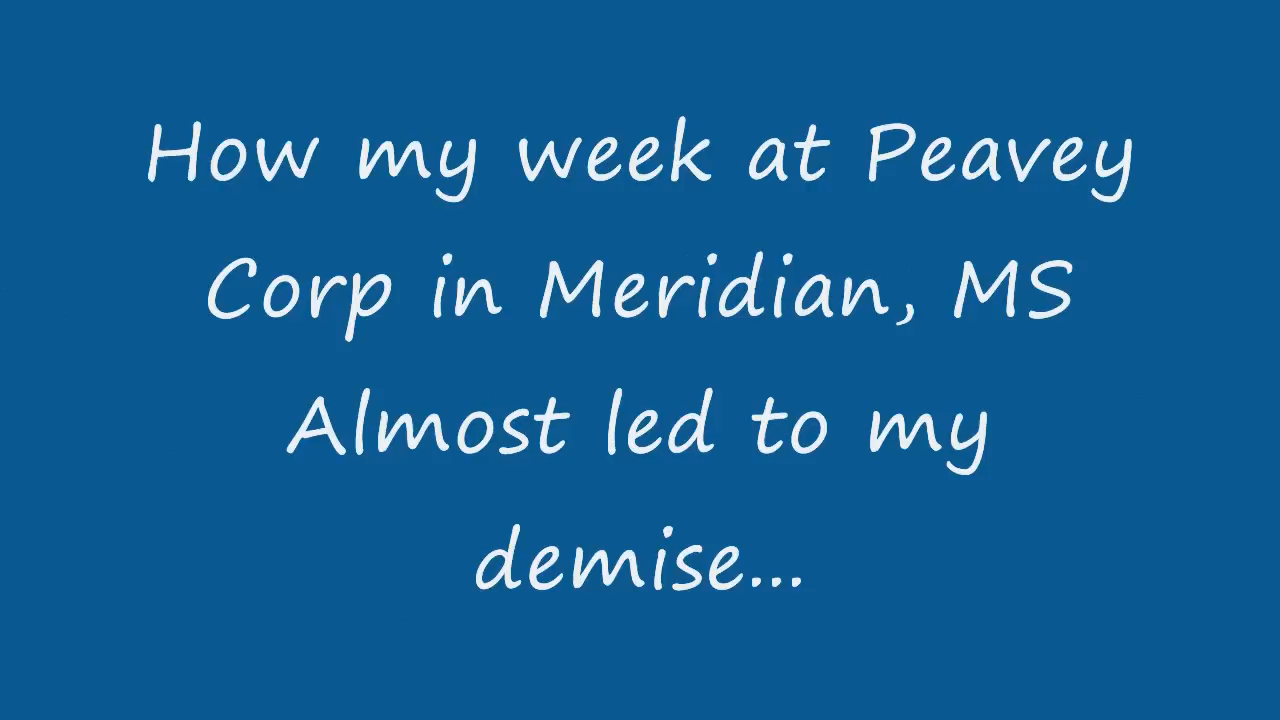 How my week at Peavey
Corp in Meridian, MS
Almost led to my
demise...